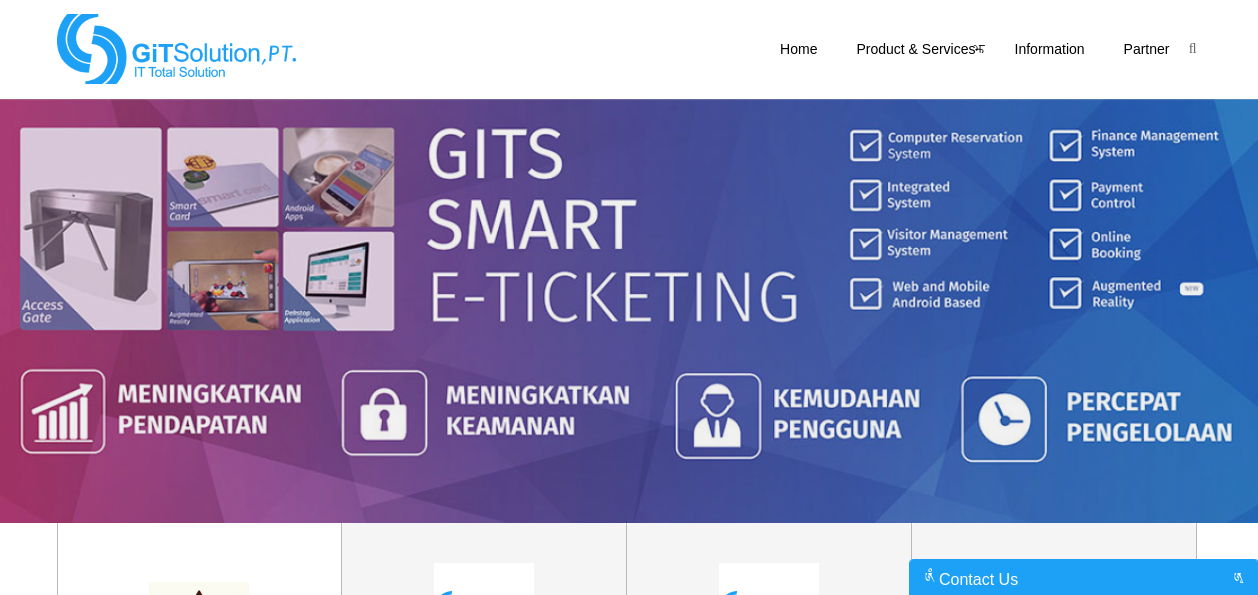 GiTSolution,PT.
IT Total Solution
Home
Product & Services
Information
Partner
GITS
SMART
E-TICKETING
Access
Gate
Smart
Card
smart card
Android
Apps
Augmented
Reality
Desktop
Application
Computer Reservation
System
Integrated
System
Visitor Management
System
Web and Mobile
Android Based
Finance Management
System
Payment
Control
Online
Booking
Augmented
Reality
NEW
MENINGKATKAN
PENDAPATAN
MENINGKATKAN
KEAMANAN
KEMUDAHAN
PENGGUNA
PERCEPAT
PENGELOLAAN
Contact Us